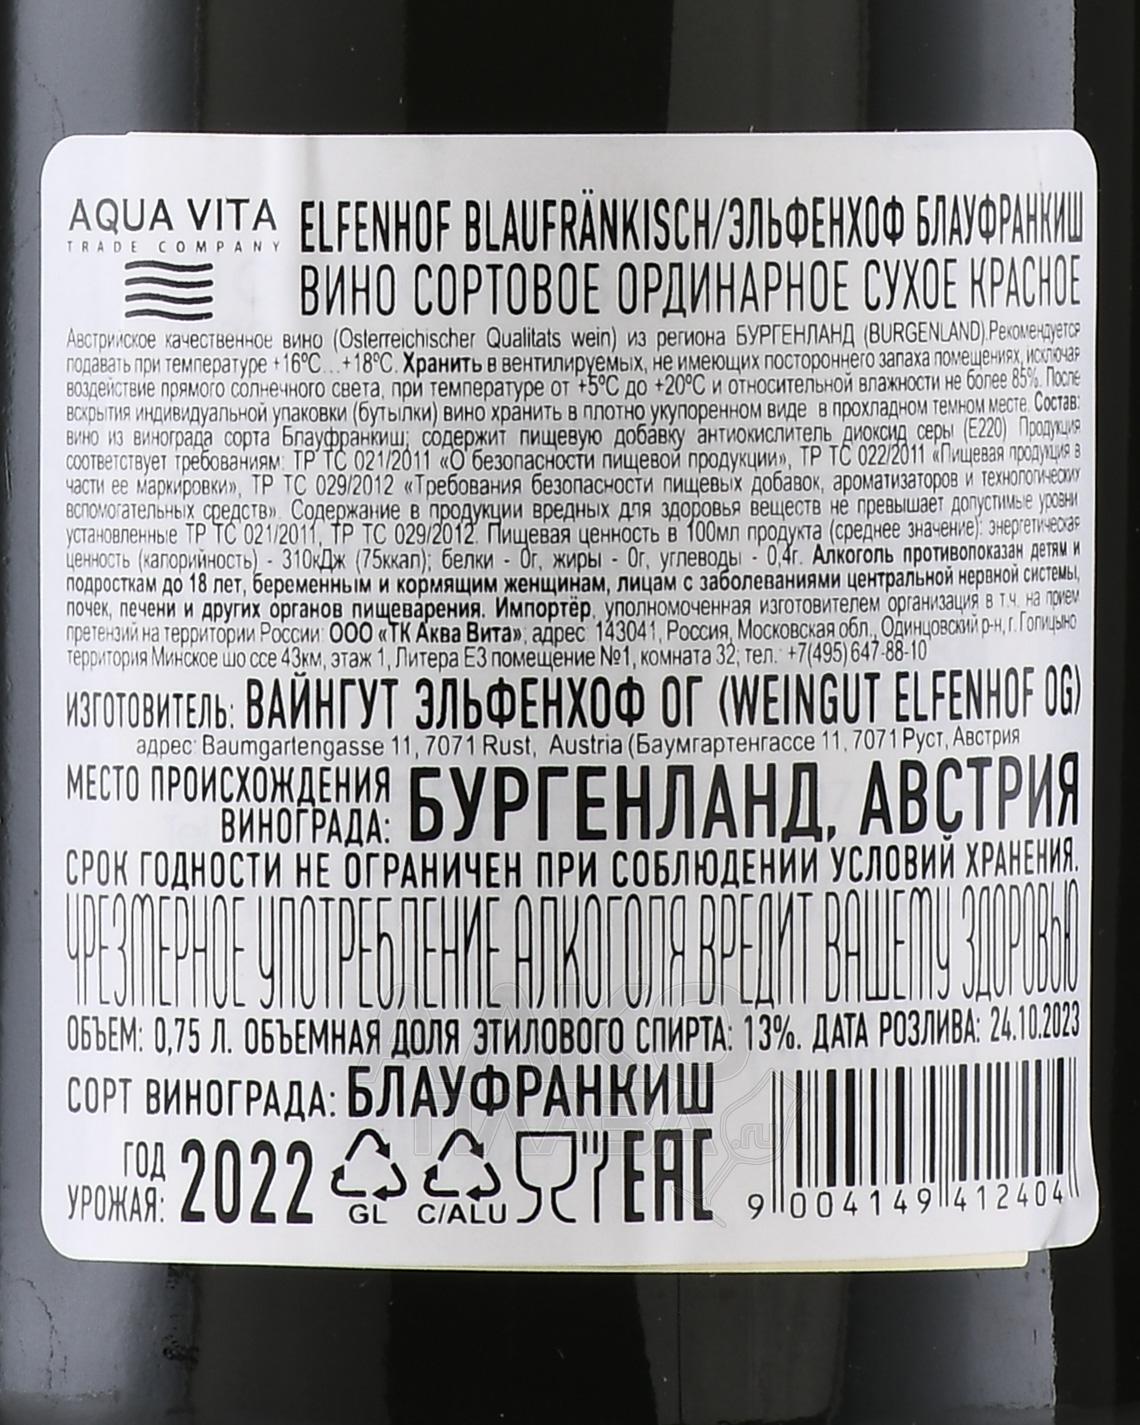 AQUA VITA
TRADE COMPANY
ELFENHOF BLAUFRÄNKISCH/ЭЛЬФЕНХОФ БЛАУФРАНКИШ
ВИНО СОРТОВОЕ ОРДИНАРНОЕ СУХОЕ КРАСНОЕ
Австрийское качественное вино (Osterreichischer Qualitats wein) из региона БУРГЕНЛАНД (BURGENLAND).Рекомендуется
подавать при температуре +16°С...+18°С. Хранить в вентилируемых, не имеющих постороннего запаха помещениях, исключая
воздействие прямого солнечного света, при температуре от +5°С до +20°С и относительной влажности не более 85%. После
вскрытия индивидуальной упаковки (бутылки) вино хранить в плотно укупоренном виде в прохладном темном месте. Состав:
вино из винограда сорта Блауфранкиш; содержит пищевую добавку антиокислитель диоксид серы (Е220) Продукция
соответствует требованиям: ТР ТС 021/2011 «О безопасности пищевой продукции», ТР ТС 022/2011 «Пищевая продукция в
части ее маркировки», ТР ТС 029/2012 «Требования безопасности пищевых добавок, ароматизаторов и технологических
вспомогательных средств». Содержание в продукции вредных для здоровья веществ не превышает допустимые уровни
установленные ТР ТС 021/2011, ТР ТС 029/2012. Пищевая ценность в 100мл продукта (среднее значение): энергетическая
ценность (калорийность) - 310кДж (75ккал); белки - 0г, жиры - 0г, углеводы - 0,4г. Алкоголь противопоказан детям и
подросткам до 18 лет, беременным и кормящим женщинам, лицам с заболеваниями центральной нервной системы,
почек, печени и других органов пищеварения. Импортёр, уполномоченная изготовителем организация в т.ч. на прием
претензий на территории России: ООО «ТК Аква Вита»; адрес: 143041, Россия, Московская обл., Одинцовский р-н, г. Голицыно
территория Минское шоссе 43км, этаж 1, Литера Е3 помещение №1, комната 32; тел.: +7(495) 647-88-10
ИЗГОТОВИТЕЛЬ: ВАЙНГУТ ЭЛЬФЕНХОФ ОГ (WEINGUT ELFENHOF OG)
адрес: Baumgartengasse 11, 7071 Rust, Austria (Баумгартенгассе 11, 7071 Руст, Австрия
МЕСТО ПРОИСХОЖДЕНИЯ
ВИНОГРАДА: БУРГЕНЛАНД, АВСТРИЯ
СРОК ГОДНОСТИ НЕ ОГРАНИЧЕН ПРИ СОБЛЮДЕНИИ УСЛОВИЙ ХРАНЕНИЯ.
ЧРЕЗМЕРНОЕ УПОТРЕБЛЕНИЕ АЛКОГОЛЯ ВРЕДИТ ВАШЕМУ ЗДОРОВЬЮ
ОБЪЕМ: 0,75 Л. ОБЪЕМНАЯ ДОЛЯ ЭТИЛОВОГО СПИРТА: 13%. ДАТА РОЗЛИВА: 24.10.2023
СОРТ ВИНОГРАДА: БЛАУФРАНКИШ
ГОД
УРОЖАЯ: 2022
GL C/ALU EAC
9 004149 412404
АЛКО
ГЛАВА .ru